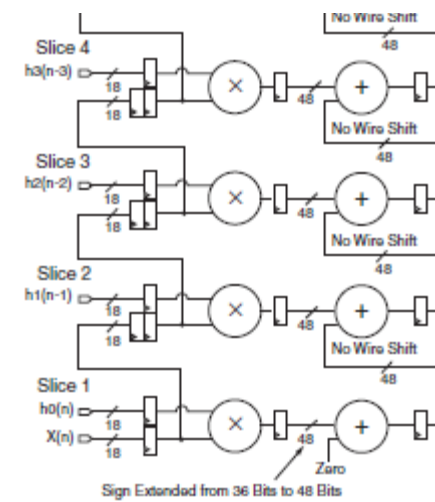 No Wire Shift
48
Slice 4
h3(n-3)
18
18
×
48
+
No Wire Shift
48
Slice 3
h2(n-2)
18
18
×
48
+
No Wire Shift
48
Slice 2
h1(n-1)
18
18
×
48
+
No Wire Shift
48
Slice 1
h0(n)
18
X(n)
18
×
48
+
Zero
Sign Extended from 36 Bits to 48 Bits